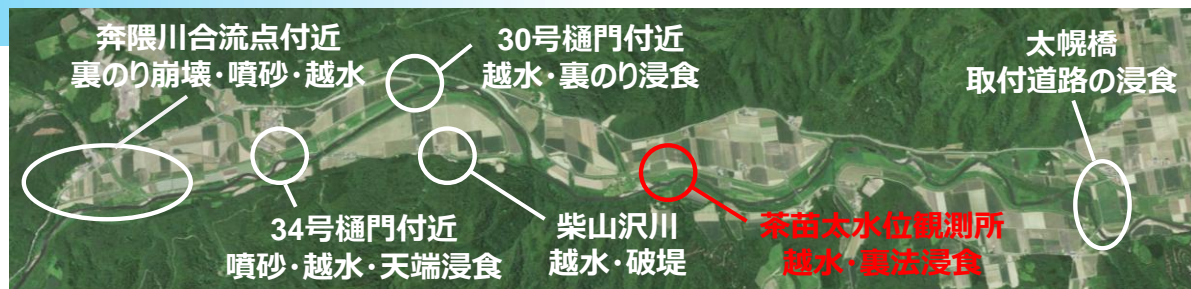 奔隈川合流点付近
裏のり崩壊・噴砂・越水
30号樋門付近
越水・裏のり浸食
太幌橋
取付道路の浸食
34号樋門付近
噴砂・越水・天端浸食
柴山沢川
越水・破堤
茶苗太水位観測所
越水・裏法浸食